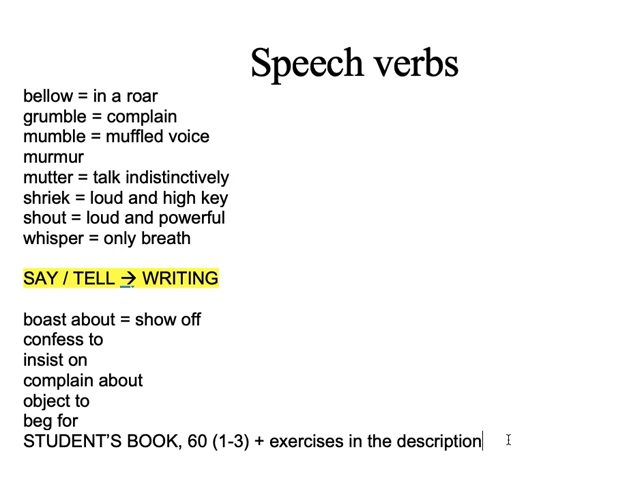 Speech verbs
bellow = in a roar
grumble = complain
mumble = muffled voice
murmur
mutter = talk indistinctively
shriek = loud and high key
shout = loud and powerful
whisper = only breath
SAY / TELL → WRITING
boast about = show off
confess to
insist on
complain about
object to
beg for
STUDENT’S BOOK, 60 (1-3) + exercises in the description